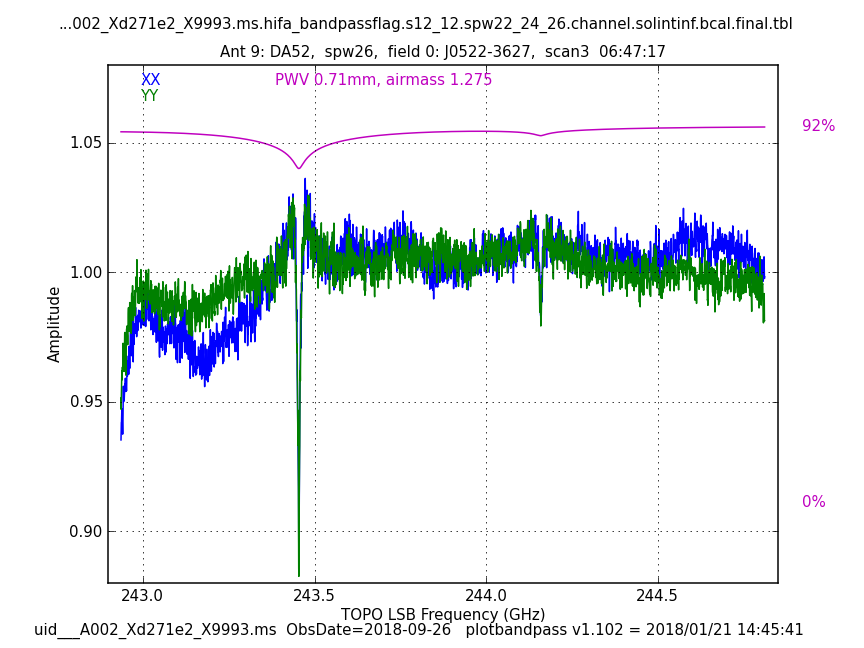 ...002_Xd271e2_X9993.ms.hifa_bandpassflag.s12_12.spw22_24_26.channel.solintinf.bcal.final.tbl
Ant 9: DA52,  spw26,  field 0: J0522-3627,  scan3  06:47:17
XX
PWV 0.71mm, airmass 1.275
YY
92%
1.05
1.00
Amplitude
0.95
0%
0.90
243.0
243.5
244.0
244.5
TOPO LSB Frequency (GHz)
uid___A002_Xd271e2_X9993.ms  ObsDate=2018-09-26   plotbandpass v1.102 = 2018/01/21 14:45:41